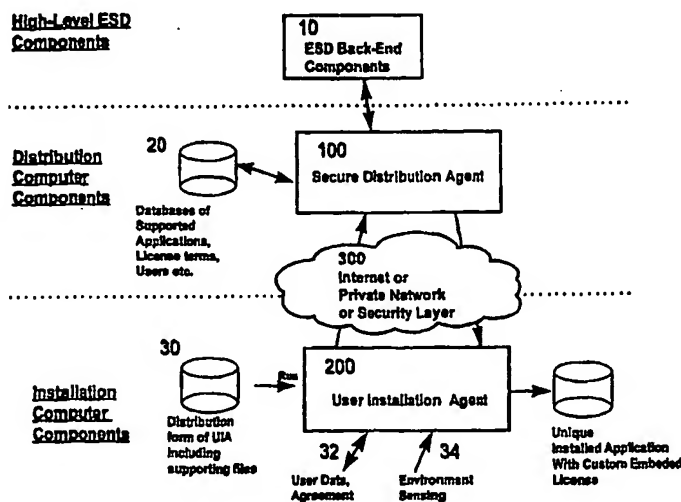 High-Level ESD
Components
10
ESD Back-End
Components
Distribution
Computer
Components
20
Databases of
Supported
Applications,
License terms,
Users etc.
100
Secure Distribution Agent
300
Internet or
Private Network
or Security Layer
Installation
Computer
Components
30
Distribution
form of UIA
including
supporting files
Run
200
User Installation Agent
32
User Data,
Agreement
34
Environment
Sensing
Unique
Installed Application
With Custom Embeded
License